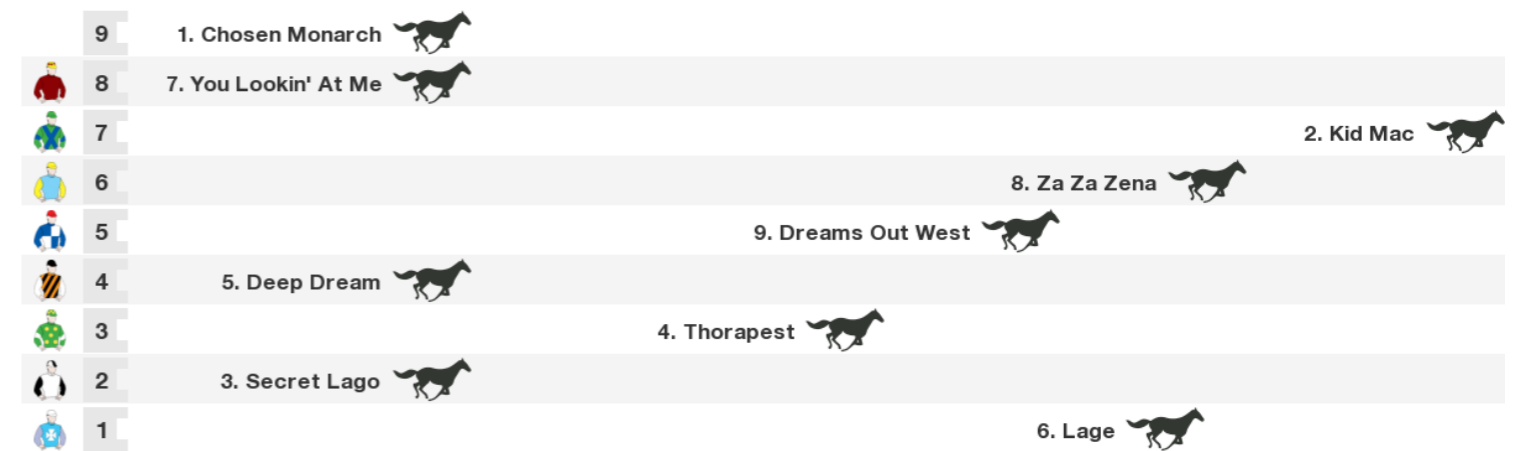 9 1. Chosen Monarch
8 7. You Lookin' At Me
7 2. Kid Mac
6 8. Za Za Zena
5 9. Dreams Out West
4 5. Deep Dream
3 4. Thorapest
2 3. Secret Lago
1 6. Lage